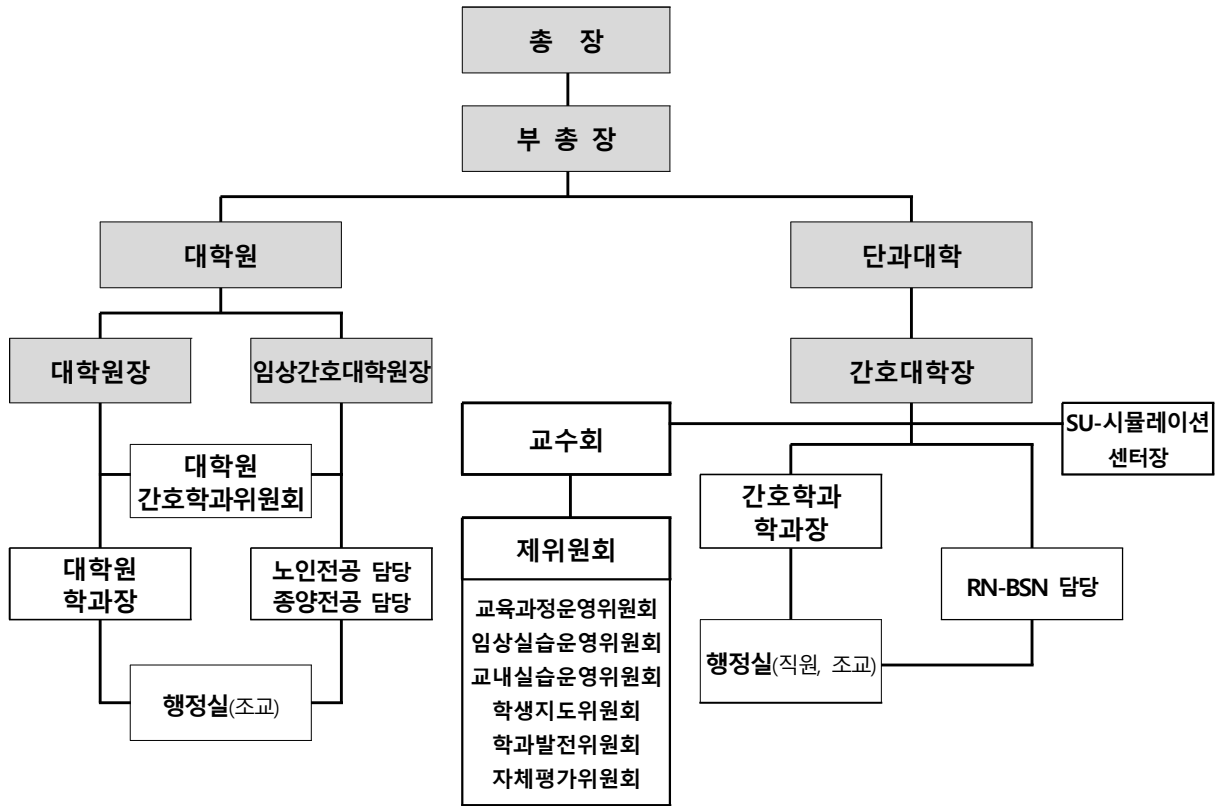 총 장
부 총 장
대학원
단과대학
대학원장
임상간호대학원장
간호대학장
교수회
SU-시뮬레이션
센터장
대학원
간호학과위원회
간호학과
학과장
제위원회
대학원
학과장
노인전공 담당
종양전공 담당
RN-BSN 담당
교육과정운영위원회
임상실습운영위원회
교내실습운영위원회
학생지도위원회
학과발전위원회
자체평가위원회
행정실(직원, 조교)
행정실(조교)